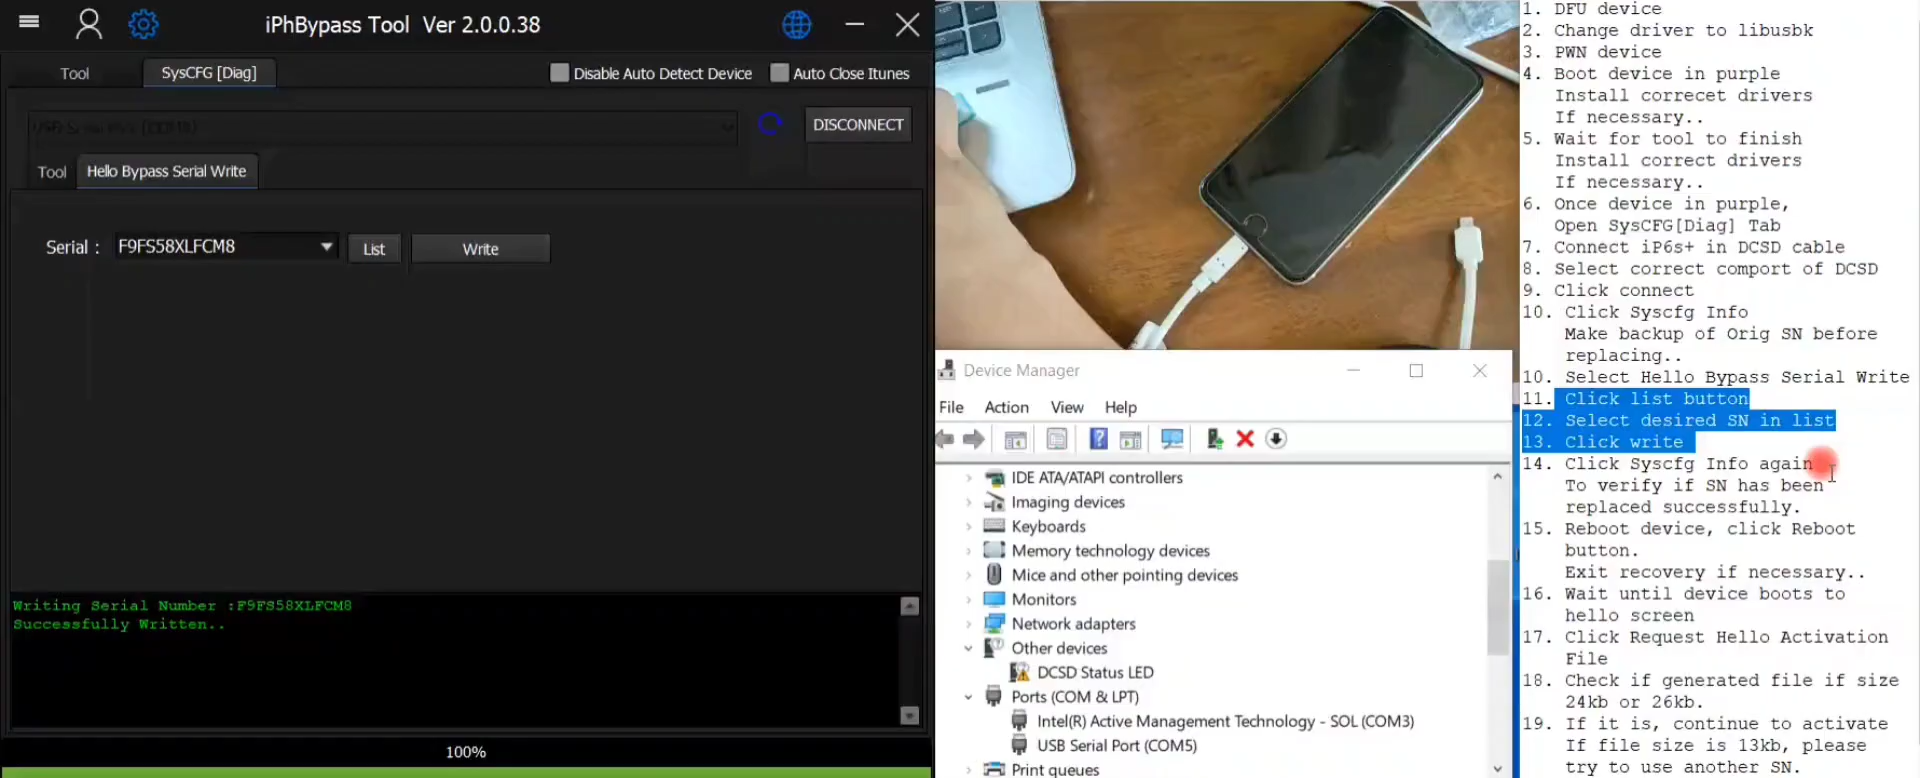 iPhBypass Tool Ver 2.0.0.38
Tool
SysCFG [Diag]
Disable Auto Detect Device
Auto Close Itunes
DISCONNECT
Tool
Hello Bypass Serial Write
Serial :
F9FS58XLFCM8
List
Write
Writing Serial Number :F9FS58XLFCM8
Successfully Written..
100%
Device Manager
File Action View Help
IDE ATA/ATAPI controllers
Imaging devices
Keyboards
Memory technology devices
Mice and other pointing devices
Monitors
Network adapters
Other devices
DCSD Status LED
Ports (COM & LPT)
Intel(R) Active Management Technology - SOL (COM3)
USB Serial Port (COM5)
Print queues
1. DFU device
2. Change driver to libusbk
3. PWN device
4. Boot device in purple
Install correcet drivers
If necessary..
5. Wait for tool to finish
Install correct drivers
If necessary..
6. Once device in purple,
Open SysCFG[Diag] Tab
7. Connect iP6s+ in DCSD cable
8. Select correct comport of DCSD
9. Click connect
10. Click Syscfg Info
Make backup of Orig SN before
replacing..
10. Select Hello Bypass Serial Write
11. Click list button
12. Select desired SN in list
13. Click write
14. Click Syscfg Info again
To verify if SN has been
replaced successfully.
15. Reboot device, click Reboot
button.
Exit recovery if necessary..
16. Wait until device boots to
hello screen
17. Click Request Hello Activation
File
18. Check if generated file if size
24kb or 26kb.
19. If it is, continue to activate
If file size is 13kb, please
try to use another SN.